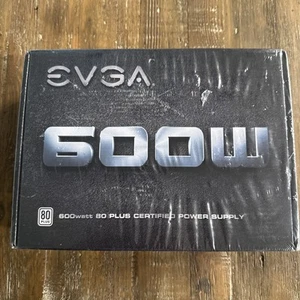 EVGA
600W
80
600watt 80 PLUS CERTIFIED POWER SUPPLY